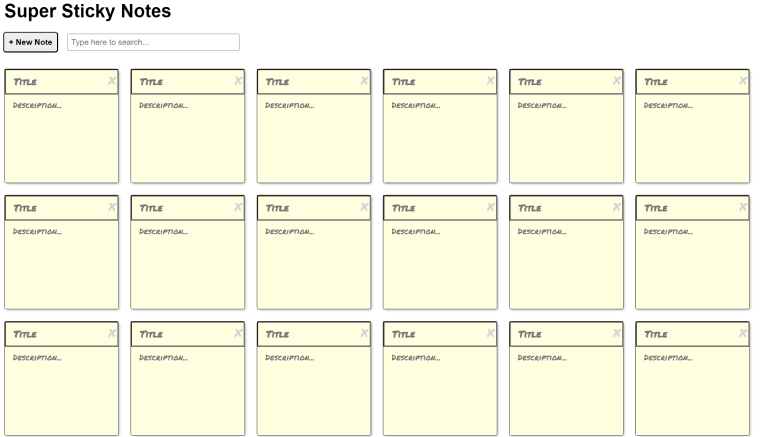 Super Sticky Notes
+ New Note Type here to search...
Title x Title x Title x Title x Title x Title x
Description... Description... Description... Description... Description... Description...
Title x Title x Title x Title x Title x Title x
Description... Description... Description... Description... Description... Description...
Title x Title x Title x Title x Title x Title x
Description... Description... Description... Description... Description... Description...